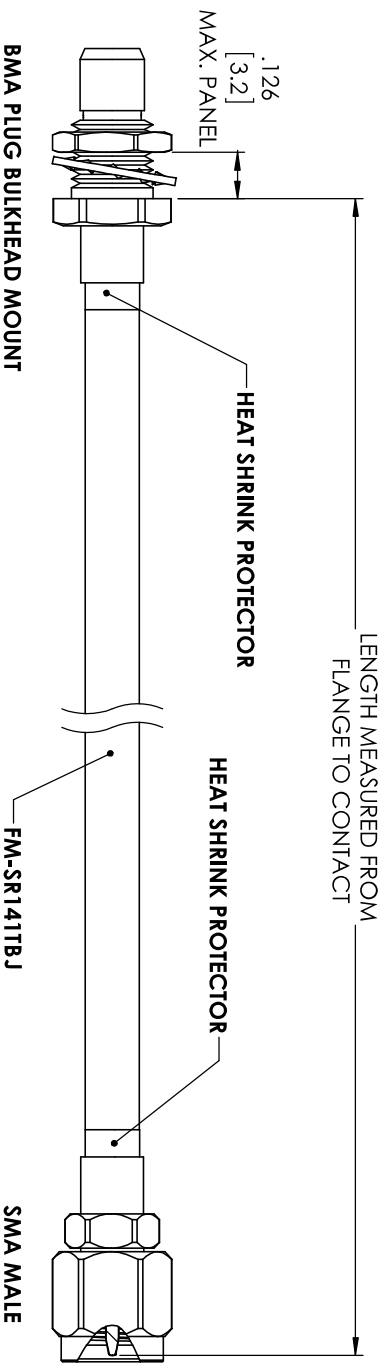 LENGTH MEASURED FROM
FLANGE TO CONTACT
.126
[3.2]
MAX. PANEL
HEAT SHRINK PROTECTOR
HEAT SHRINK PROTECTOR
FM-SR141TBJ
BMA PLUG BULKHEAD MOUNT
SMA MALE